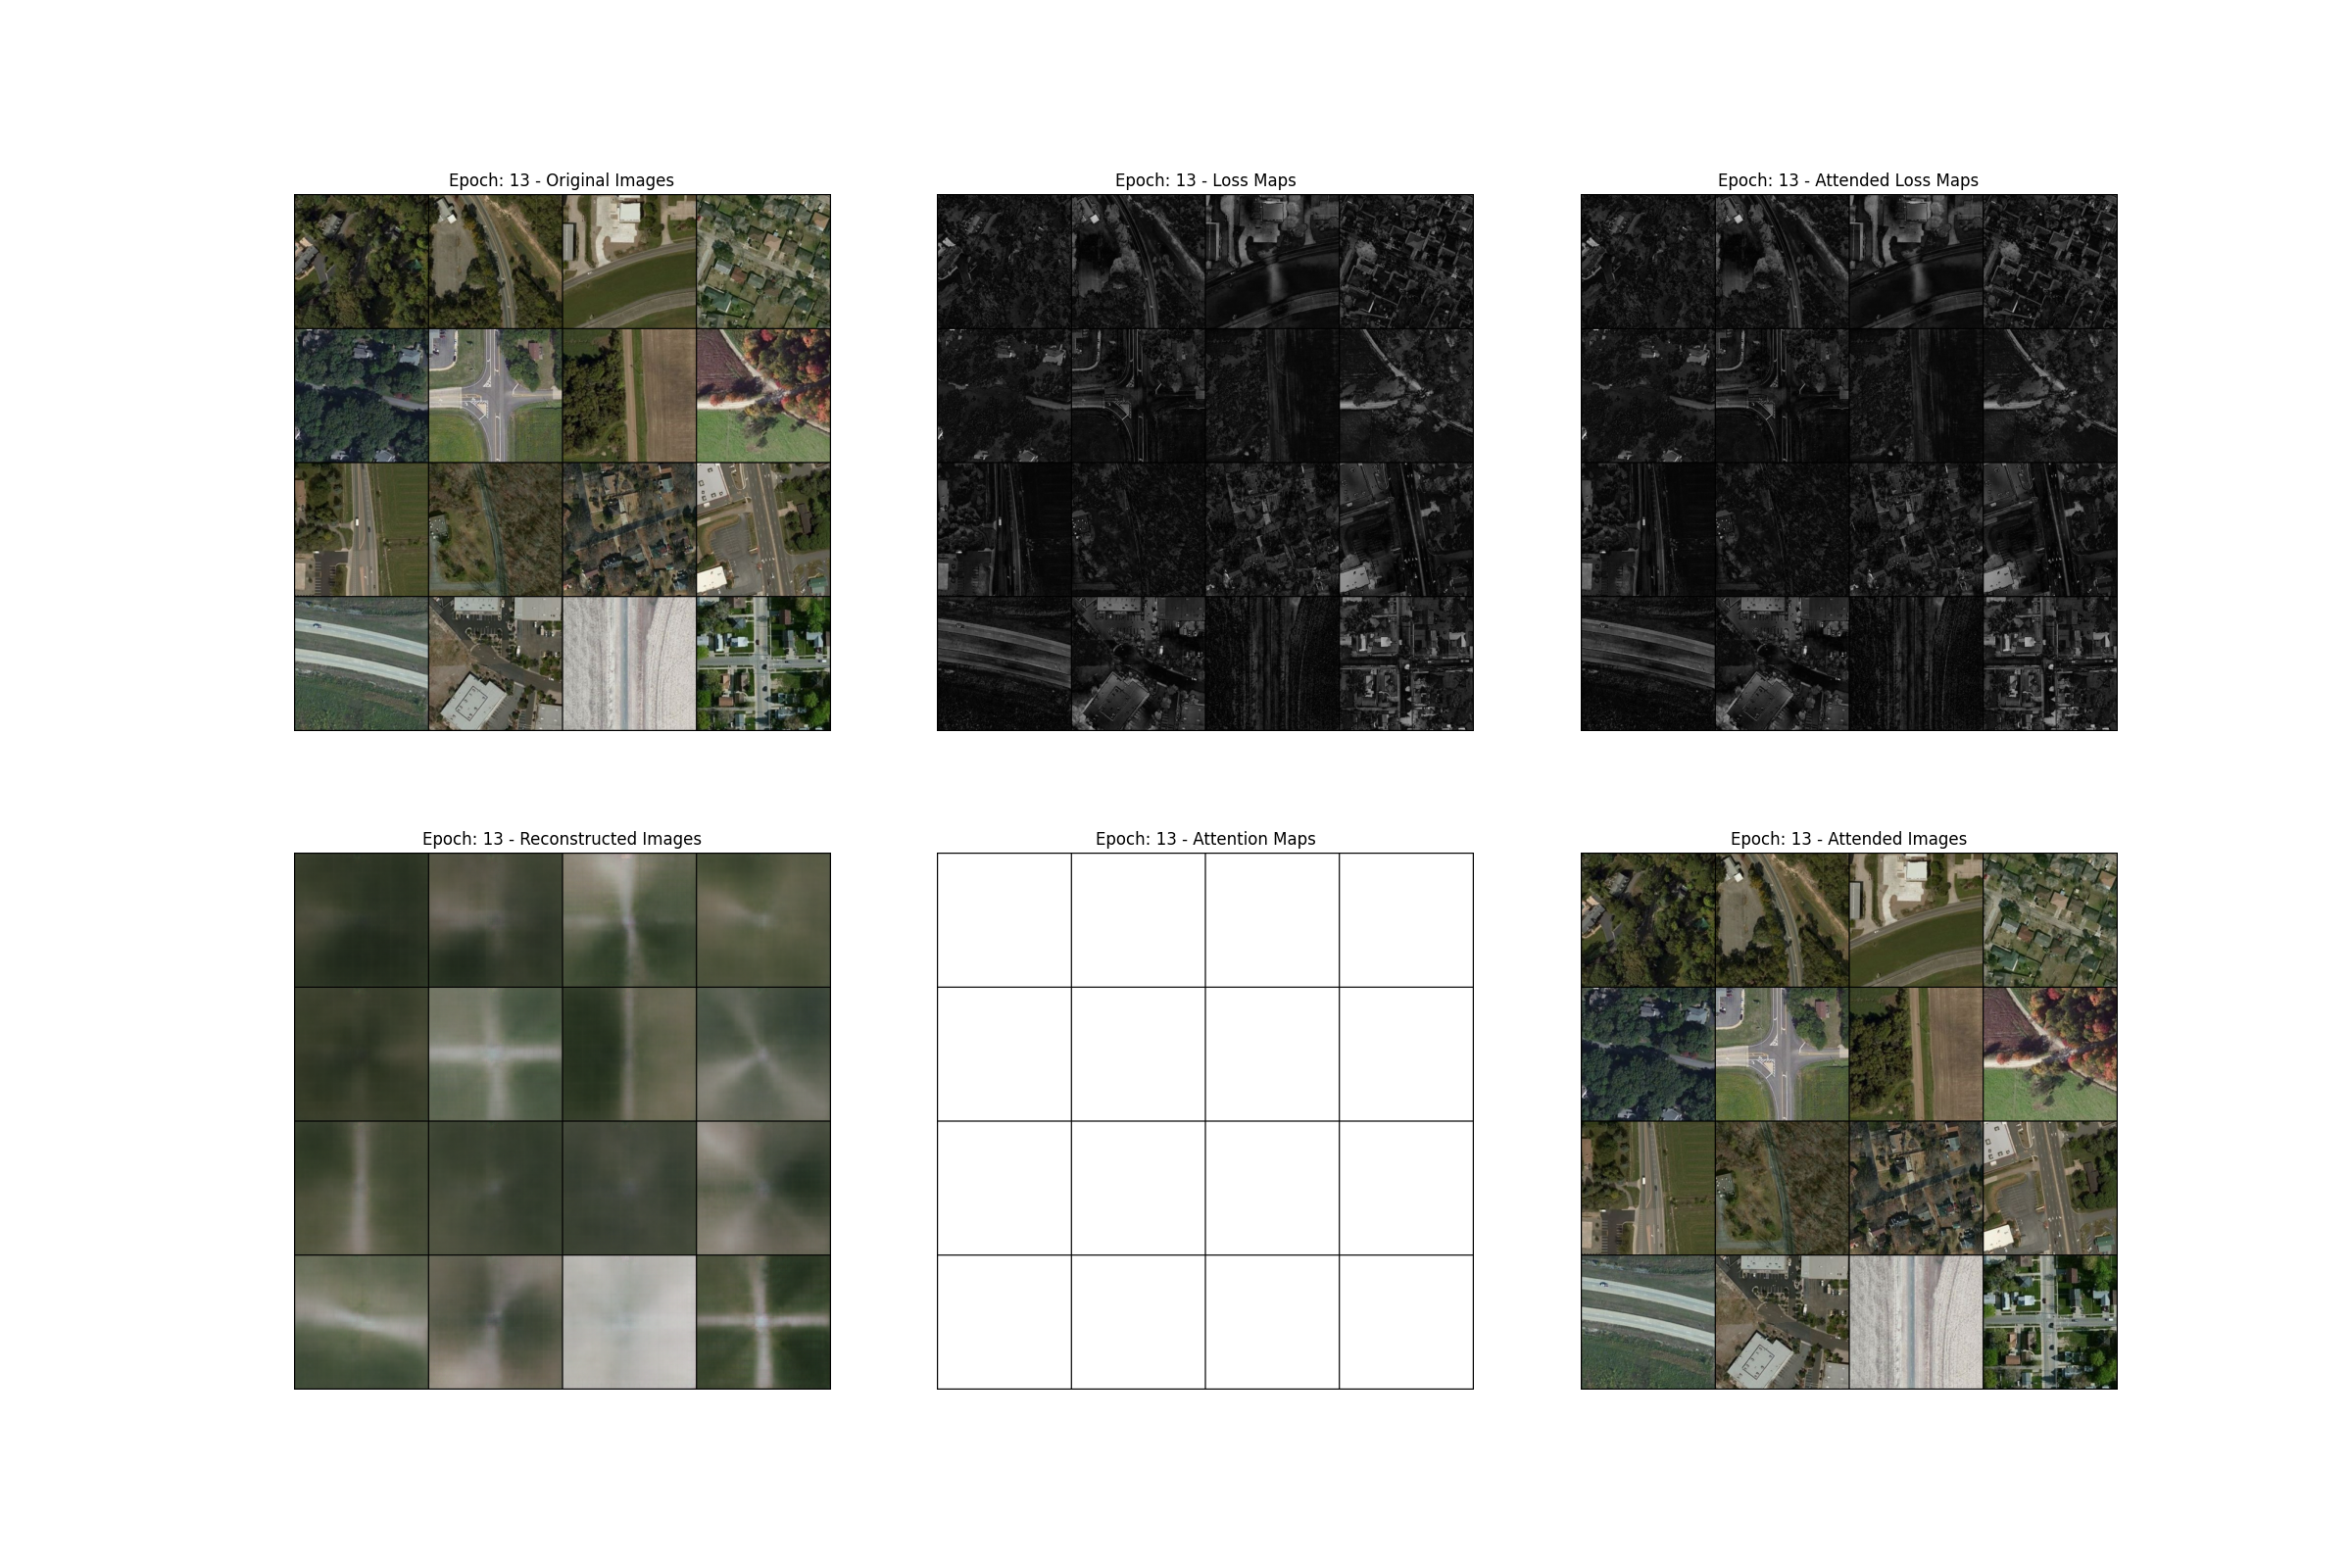 Epoch: 13 - Original Images
Epoch: 13 - Loss Maps
Epoch: 13 - Attended Loss Maps
Epoch: 13 - Reconstructed Images
Epoch: 13 - Attention Maps
Epoch: 13 - Attended Images